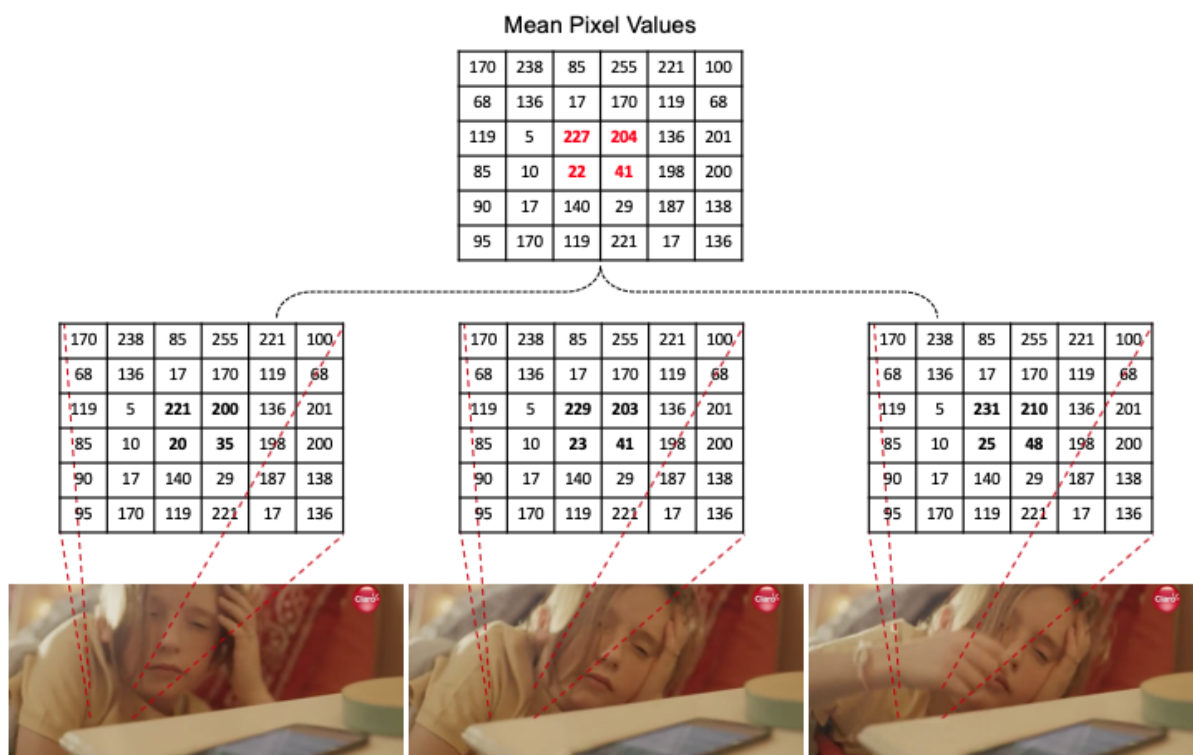 Mean Pixel Values
170 238 85 255 221 100
68 136 17 170 119 68
119 5 227 204 136 201
85 10 22 41 198 200
90 17 140 29 187 138
95 170 119 221 17 136
170 238 85 255 221 100
68 136 17 170 119 68
119 5 221 200 136 201
85 10 20 35 198 200
90 17 140 29 187 138
95 170 119 221 17 136
170 238 85 255 221 100
68 136 17 170 119 68
119 5 229 203 136 201
85 10 23 41 198 200
90 17 140 29 187 138
95 170 119 221 17 136
170 238 85 255 221 100
68 136 17 170 119 68
119 5 231 210 136 201
85 10 25 48 198 200
90 17 140 29 187 138
95 170 119 221 17 136
Claro
Claro
Claro